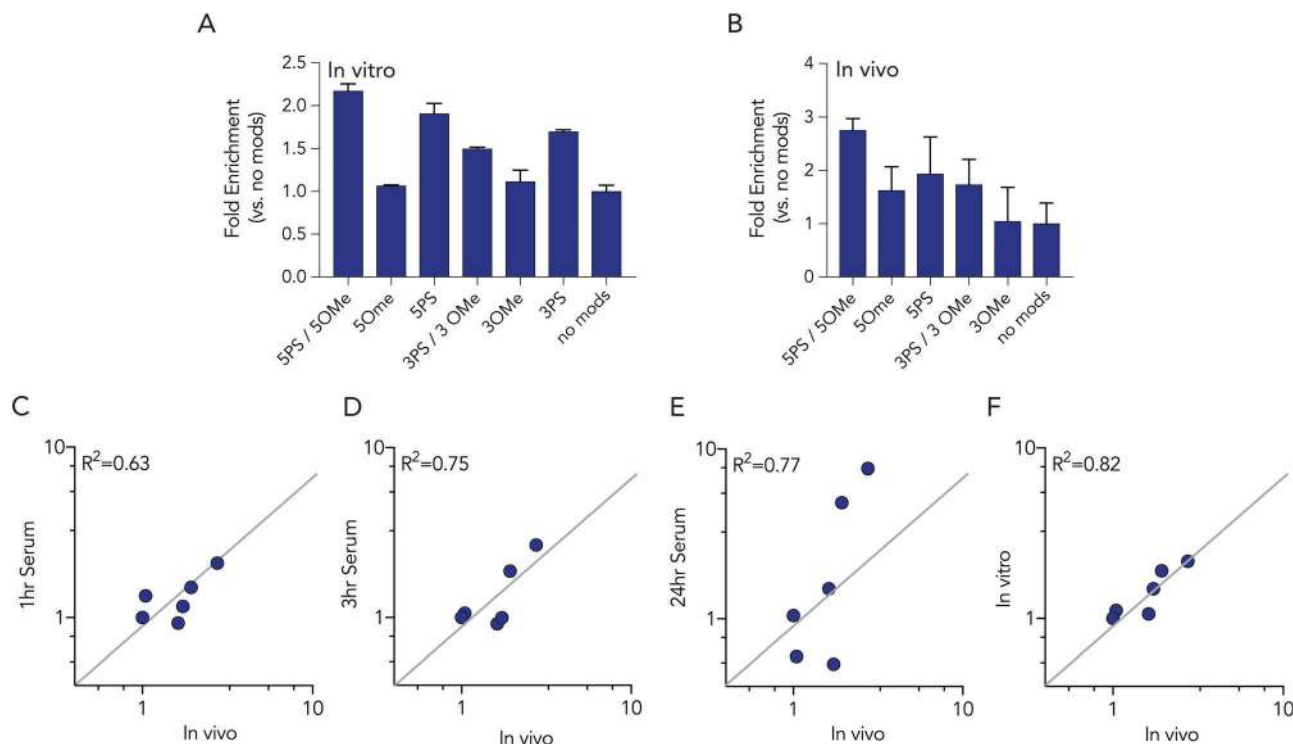 A
In vitro
Fold Enrichment
(vs. no mods)
2.5
2.0
1.5
1.0
0.5
0.0
5PS / 5OMe
5Ome
5PS
3PS / 3 OMe
3OMe
3PS
no mods
B
In vivo
Fold Enrichment
(vs. no mods)
4
3
2
1
0
5PS / 5OMe
5Ome
5PS
3PS / 3 OMe
3OMe
no mods
C
R²=0.63
1hr Serum
10
1
1
10
In vivo
D
R²=0.75
3hr Serum
10
1
1
10
In vivo
E
R²=0.77
24hr Serum
10
1
1
10
In vivo
F
R²=0.82
In vitro
10
1
1
10
In vivo